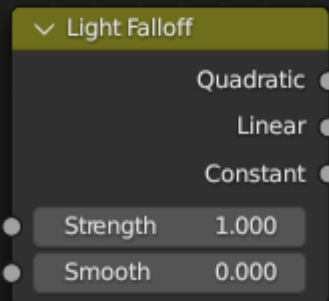 Light Falloff
Quadratic
Linear
Constant
Strength 1.000
Smooth 0.000